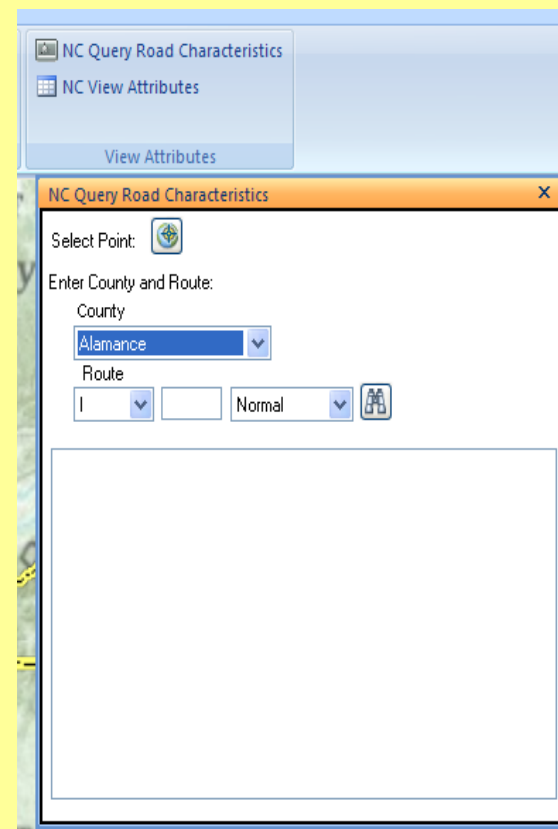 NC Query Road Characteristics
NC View Attributes
View Attributes
NC Query Road Characteristics
Select Point:
Enter County and Route:
County
Alamance
Route
I Normal